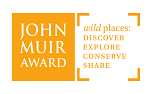 JOHN
MUIR
AWARD
wild places:
DISCOVER
EXPLORE
CONSERVE
SHARE